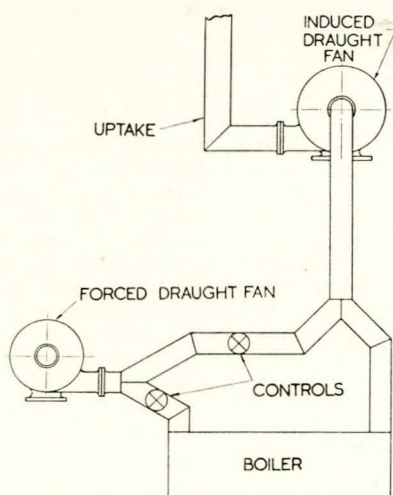 INDUCED
DRAUGHT
FAN
UPTAKE
FORCED DRAUGHT FAN
CONTROLS
BOILER